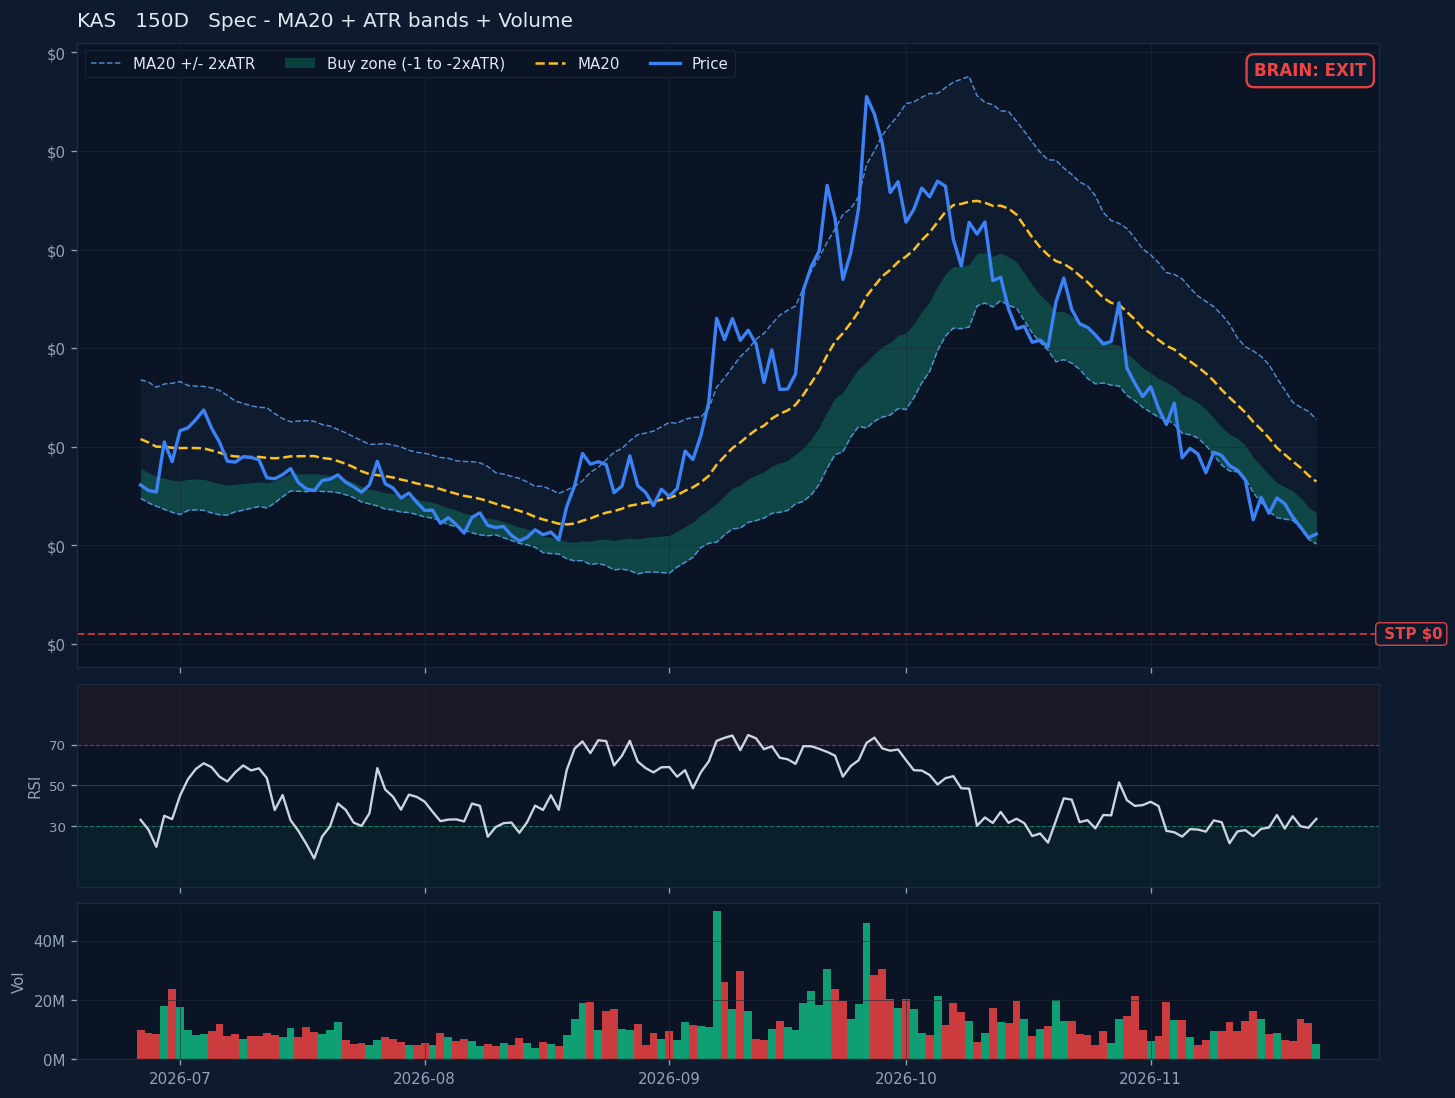 KAS   150D   Spec - MA20 + ATR bands + Volume
MA20 +/- 2xATR
Buy zone (-1 to -2xATR)
MA20
Price
BRAIN: EXIT
$0
$0
$0
$0
$0
$0
$0
STP $0
RSI
70
50
30
Vol
40M
20M
0M
2026-07
2026-08
2026-09
2026-10
2026-11